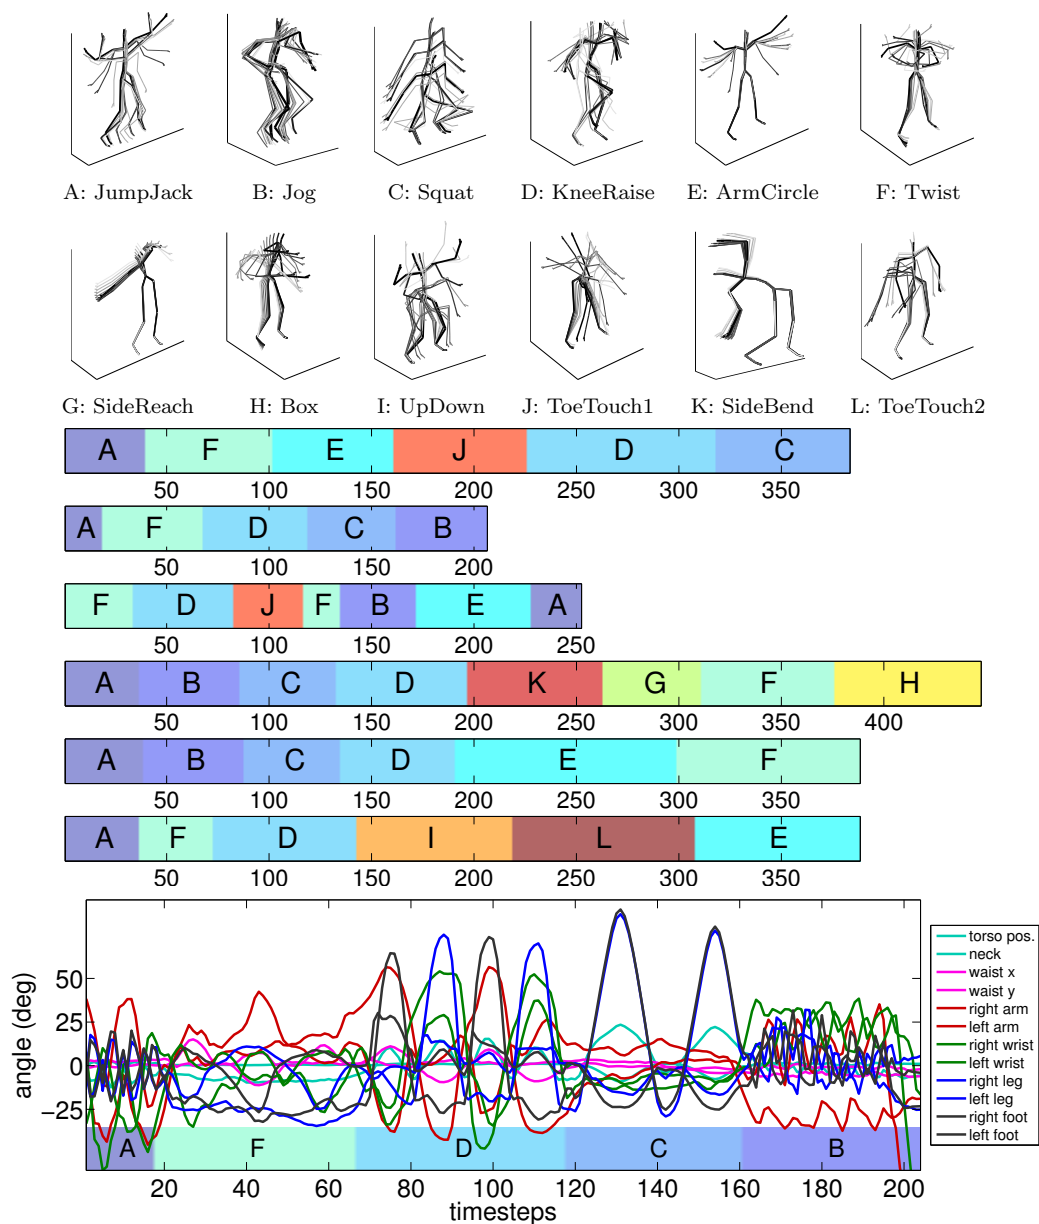 A: JumpJack B: Jog C: Squat D: KneeRaise E: ArmCircle F: Twist
G: SideReach H: Box I: UpDown J: ToeTouch1 K: SideBend L: ToeTouch2
A F E J D C
50 100 150 200 250 300 350
A F D C B
50 100 150 200
F D J F B E A
50 100 150 200 250
A B C D K G F H
50 100 150 200 250 300 350 400
A B C D E F
50 100 150 200 250 300 350
A F D I L E
50 100 150 200 250 300 350
angle (deg)
50
25
0
−25
A F D C B
20 40 60 80 100 120 140 160 180 200
timesteps
torso pos.
neck
waist x
waist y
right arm
left arm
right wrist
left wrist
right leg
left leg
right foot
left foot